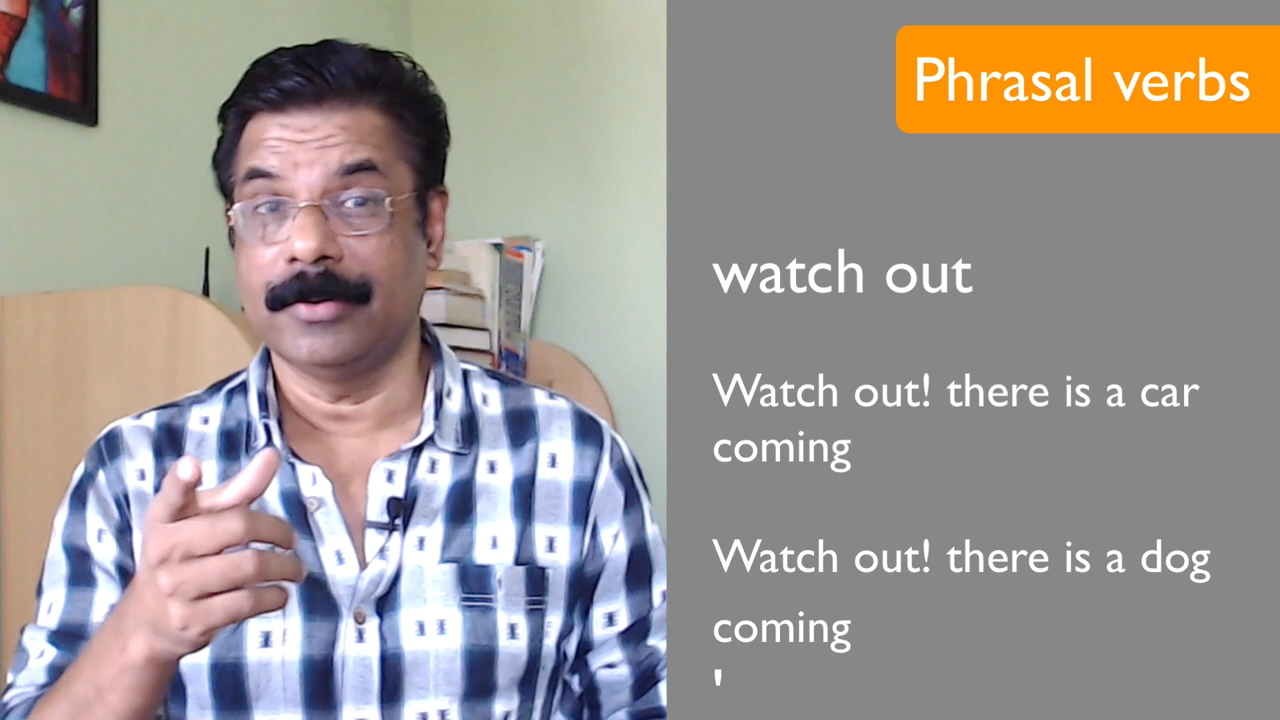 Phrasal verbs
watch out
Watch out! there is a car
coming
Watch out! there is a dog
coming
'